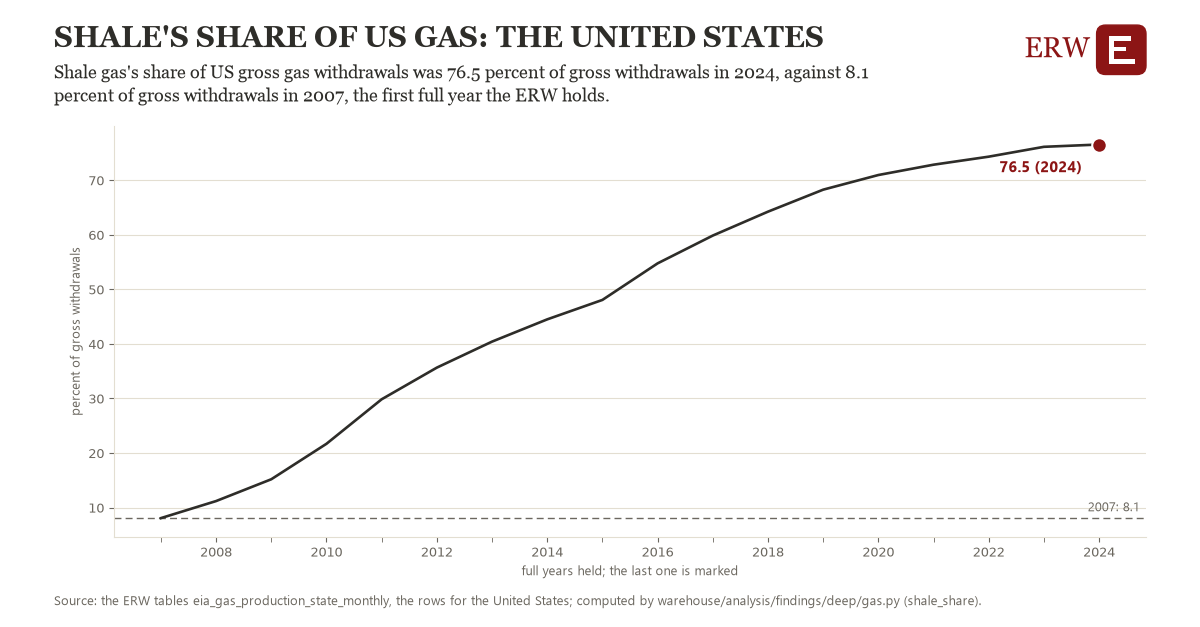 SHALE'S SHARE OF US GAS: THE UNITED STATES
Shale gas's share of US gross gas withdrawals was 76.5 percent of gross withdrawals in 2024, against 8.1
percent of gross withdrawals in 2007, the first full year the ERW holds.
ERW E
percent of gross withdrawals
70
60
50
40
30
20
10
76.5 (2024)
2007: 8.1
2008 2010 2012 2014 2016 2018 2020 2022 2024
full years held; the last one is marked
Source: the ERW tables eia_gas_production_state_monthly, the rows for the United States; computed by warehouse/analysis/findings/deep/gas.py (shale_share).